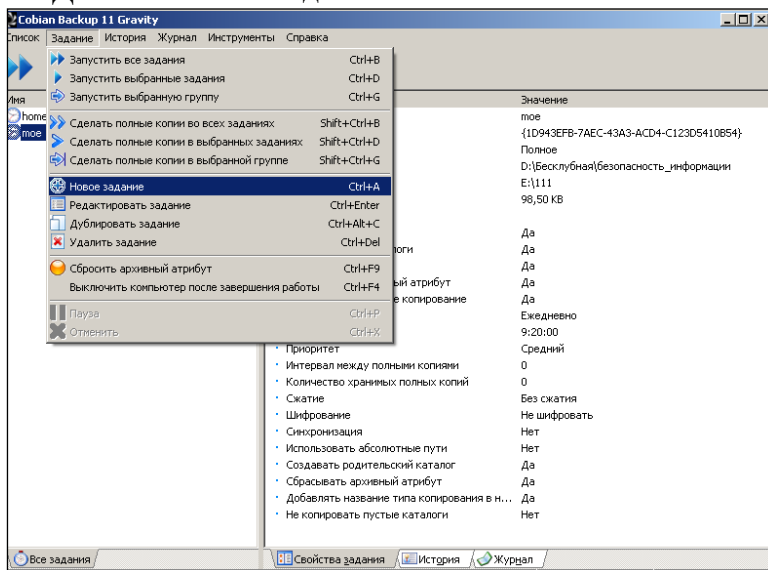 Cobian Backup 11 Gravity
Список Задание История Журнал Инструменты Справка
Запустить все задания Ctrl+B
Запустить выбранные задания Ctrl+D
Запустить выбранную группу Ctrl+G
Сделать полные копии во всех заданиях Shift+Ctrl+B
Сделать полные копии в выбранных заданиях Shift+Ctrl+D
Сделать полные копии в выбранной группе Shift+Ctrl+G
Новое задание Ctrl+A
Редактировать задание Ctrl+Enter
Дублировать задание Ctrl+Alt+C
Удалить задание Ctrl+Del
Сбросить архивный атрибут Ctrl+F9
Выключить компьютер после завершения работы Ctrl+F4
Пауза Ctrl+P
Отменить Ctrl+X
Имя
home
moe
Значение
moe
{1D943EFB-7AEC-43A3-ACD4-C123D5410B54}
Полное
D:\Бесклубная\безопасность_информации
E:\111
98,50 KB
Да
логи Да
Да
ый атрибут Да
е копирование Да
Ежедневно
9:20:00
Приоритет Средний
Интервал между полными копиями 0
Количество хранимых полных копий 0
Сжатие Без сжатия
Шифрование Не шифровать
Синхронизация Нет
Использовать абсолютные пути Нет
Создавать родительский каталог Да
Сбрасывать архивный атрибут Да
Добавлять название типа копирования в н... Да
Не копировать пустые каталоги Нет
Все задания
Свойства задания История Журнал